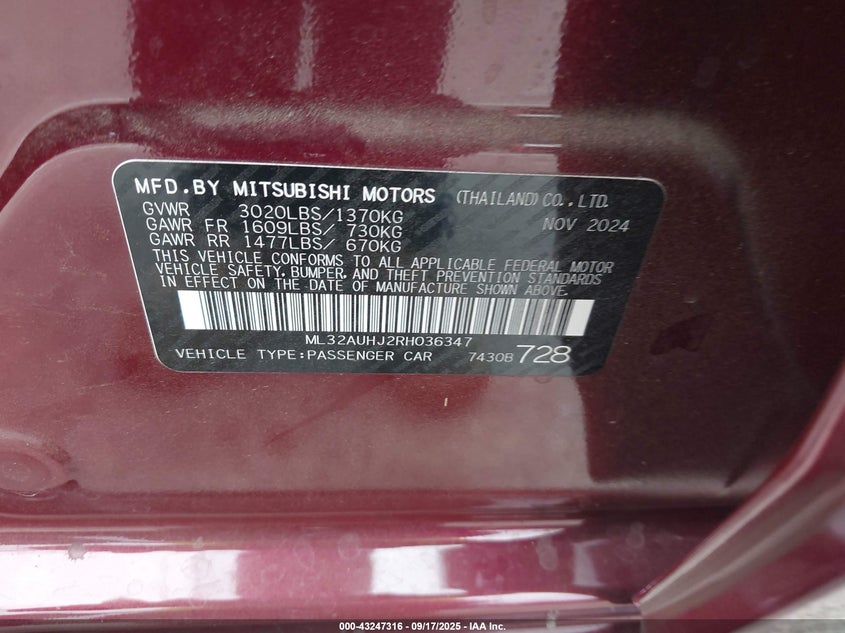 MFD.BY MITSUBISHI MOTORS (THAILAND)CO.,LTD.
GVWR 3020LBS/1370KG NOV 2024
GAWR FR 1609LBS/ 730KG
GAWR RR 1477LBS/ 670KG
THIS VEHICLE CONFORMS TO ALL APPLICABLE FEDERAL MOTOR
VEHICLE SAFETY, BUMPER, AND THEFT PREVENTION STANDARDS
IN EFFECT ON THE DATE OF MANUFACTURE SHOWN ABOVE.
ML32AUHJ2RH036347
VEHICLE TYPE:PASSENGER CAR 7430B 728
000-43247316 - 09/17/2025 - IAA Inc.